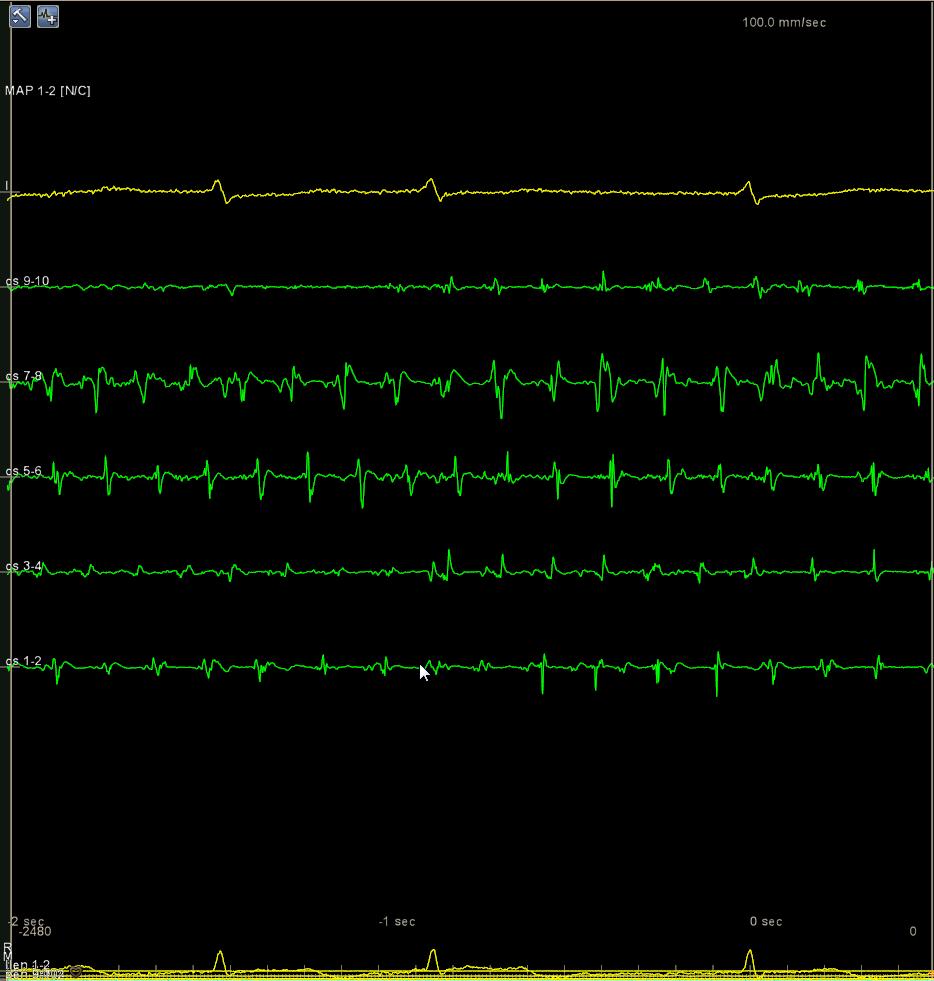 100.0 mm/sec
MAP 1-2 [N/C]
I
cs 9-10
cs 7-8
cs 5-6
cs 3-4
cs 1-2
-2 sec -1 sec 0 sec
-2480 0